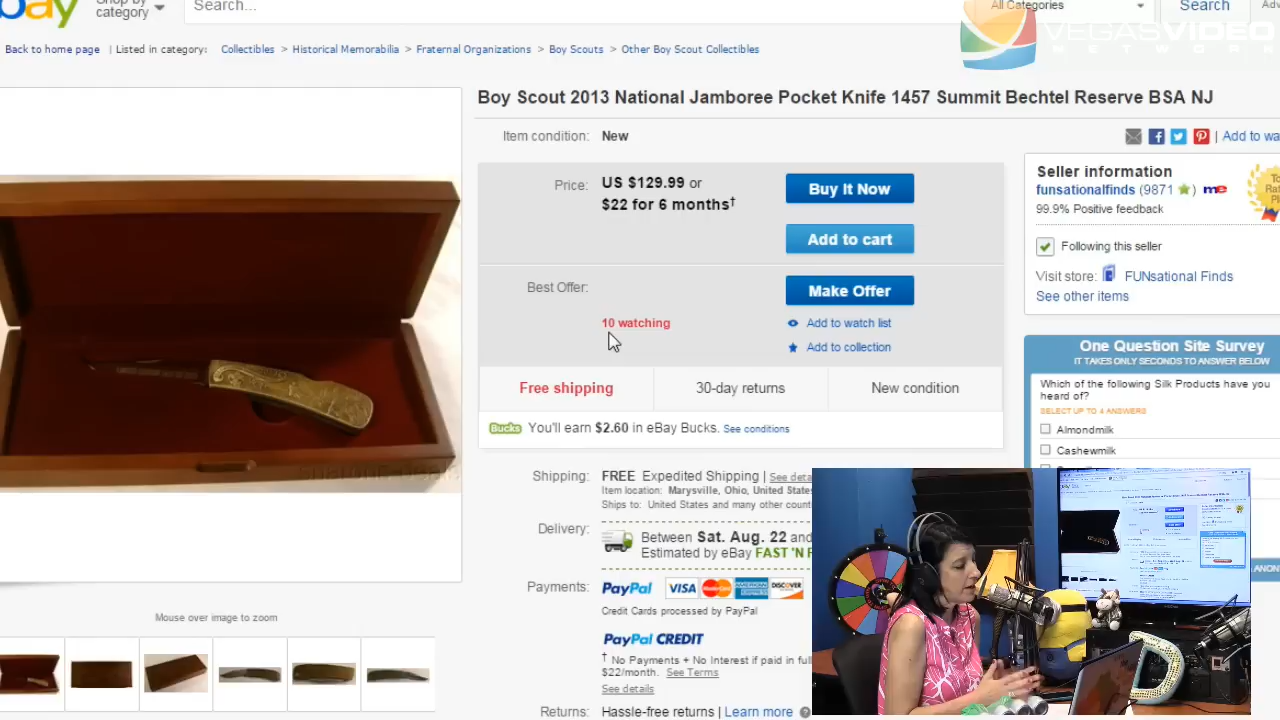 Shop by
category
Search...
All Categories
Search
VEGASVIDEO
NETWORK
Back to home page | Listed in category: Collectibles > Historical Memorabilia > Fraternal Organizations > Boy Scouts > Other Boy Scout Collectibles
Boy Scout 2013 National Jamboree Pocket Knife 1457 Summit Bechtel Reserve BSA NJ
Item condition: New
| Add to wa
Price: US $129.99 or
$22 for 6 months†
Buy It Now
Add to cart
Best Offer:
Make Offer
10 watching
Add to watch list
Add to collection
Free shipping
30-day returns
New condition
Bucks You'll earn $2.60 in eBay Bucks. See conditions
Shipping: FREE Expedited Shipping | See deta
Item location: Marysville, Ohio, United State
Ships to: United States and many other count
Delivery: Between Sat. Aug. 22 and
Estimated by eBay FAST 'N F
Payments: PayPal VISA MasterCard AMERICAN EXPRESS DISCOVER
Credit Cards processed by PayPal
PayPal CREDIT
† No Payments + No Interest if paid in full
$22/month. See Terms
See details
Returns: Hassle-free returns | Learn more
Mouse over image to zoom
Seller information
funsationalfinds (9871 ) me
99.9% Positive feedback
Following this seller
Visit store: FUNsational Finds
See other items
One Question Site Survey
IT TAKES ONLY SECONDS TO ANSWER BELOW
Which of the following Silk Products have you
heard of?
SELECT UP TO 4 ANSWERS
Almondmilk
Cashewmilk